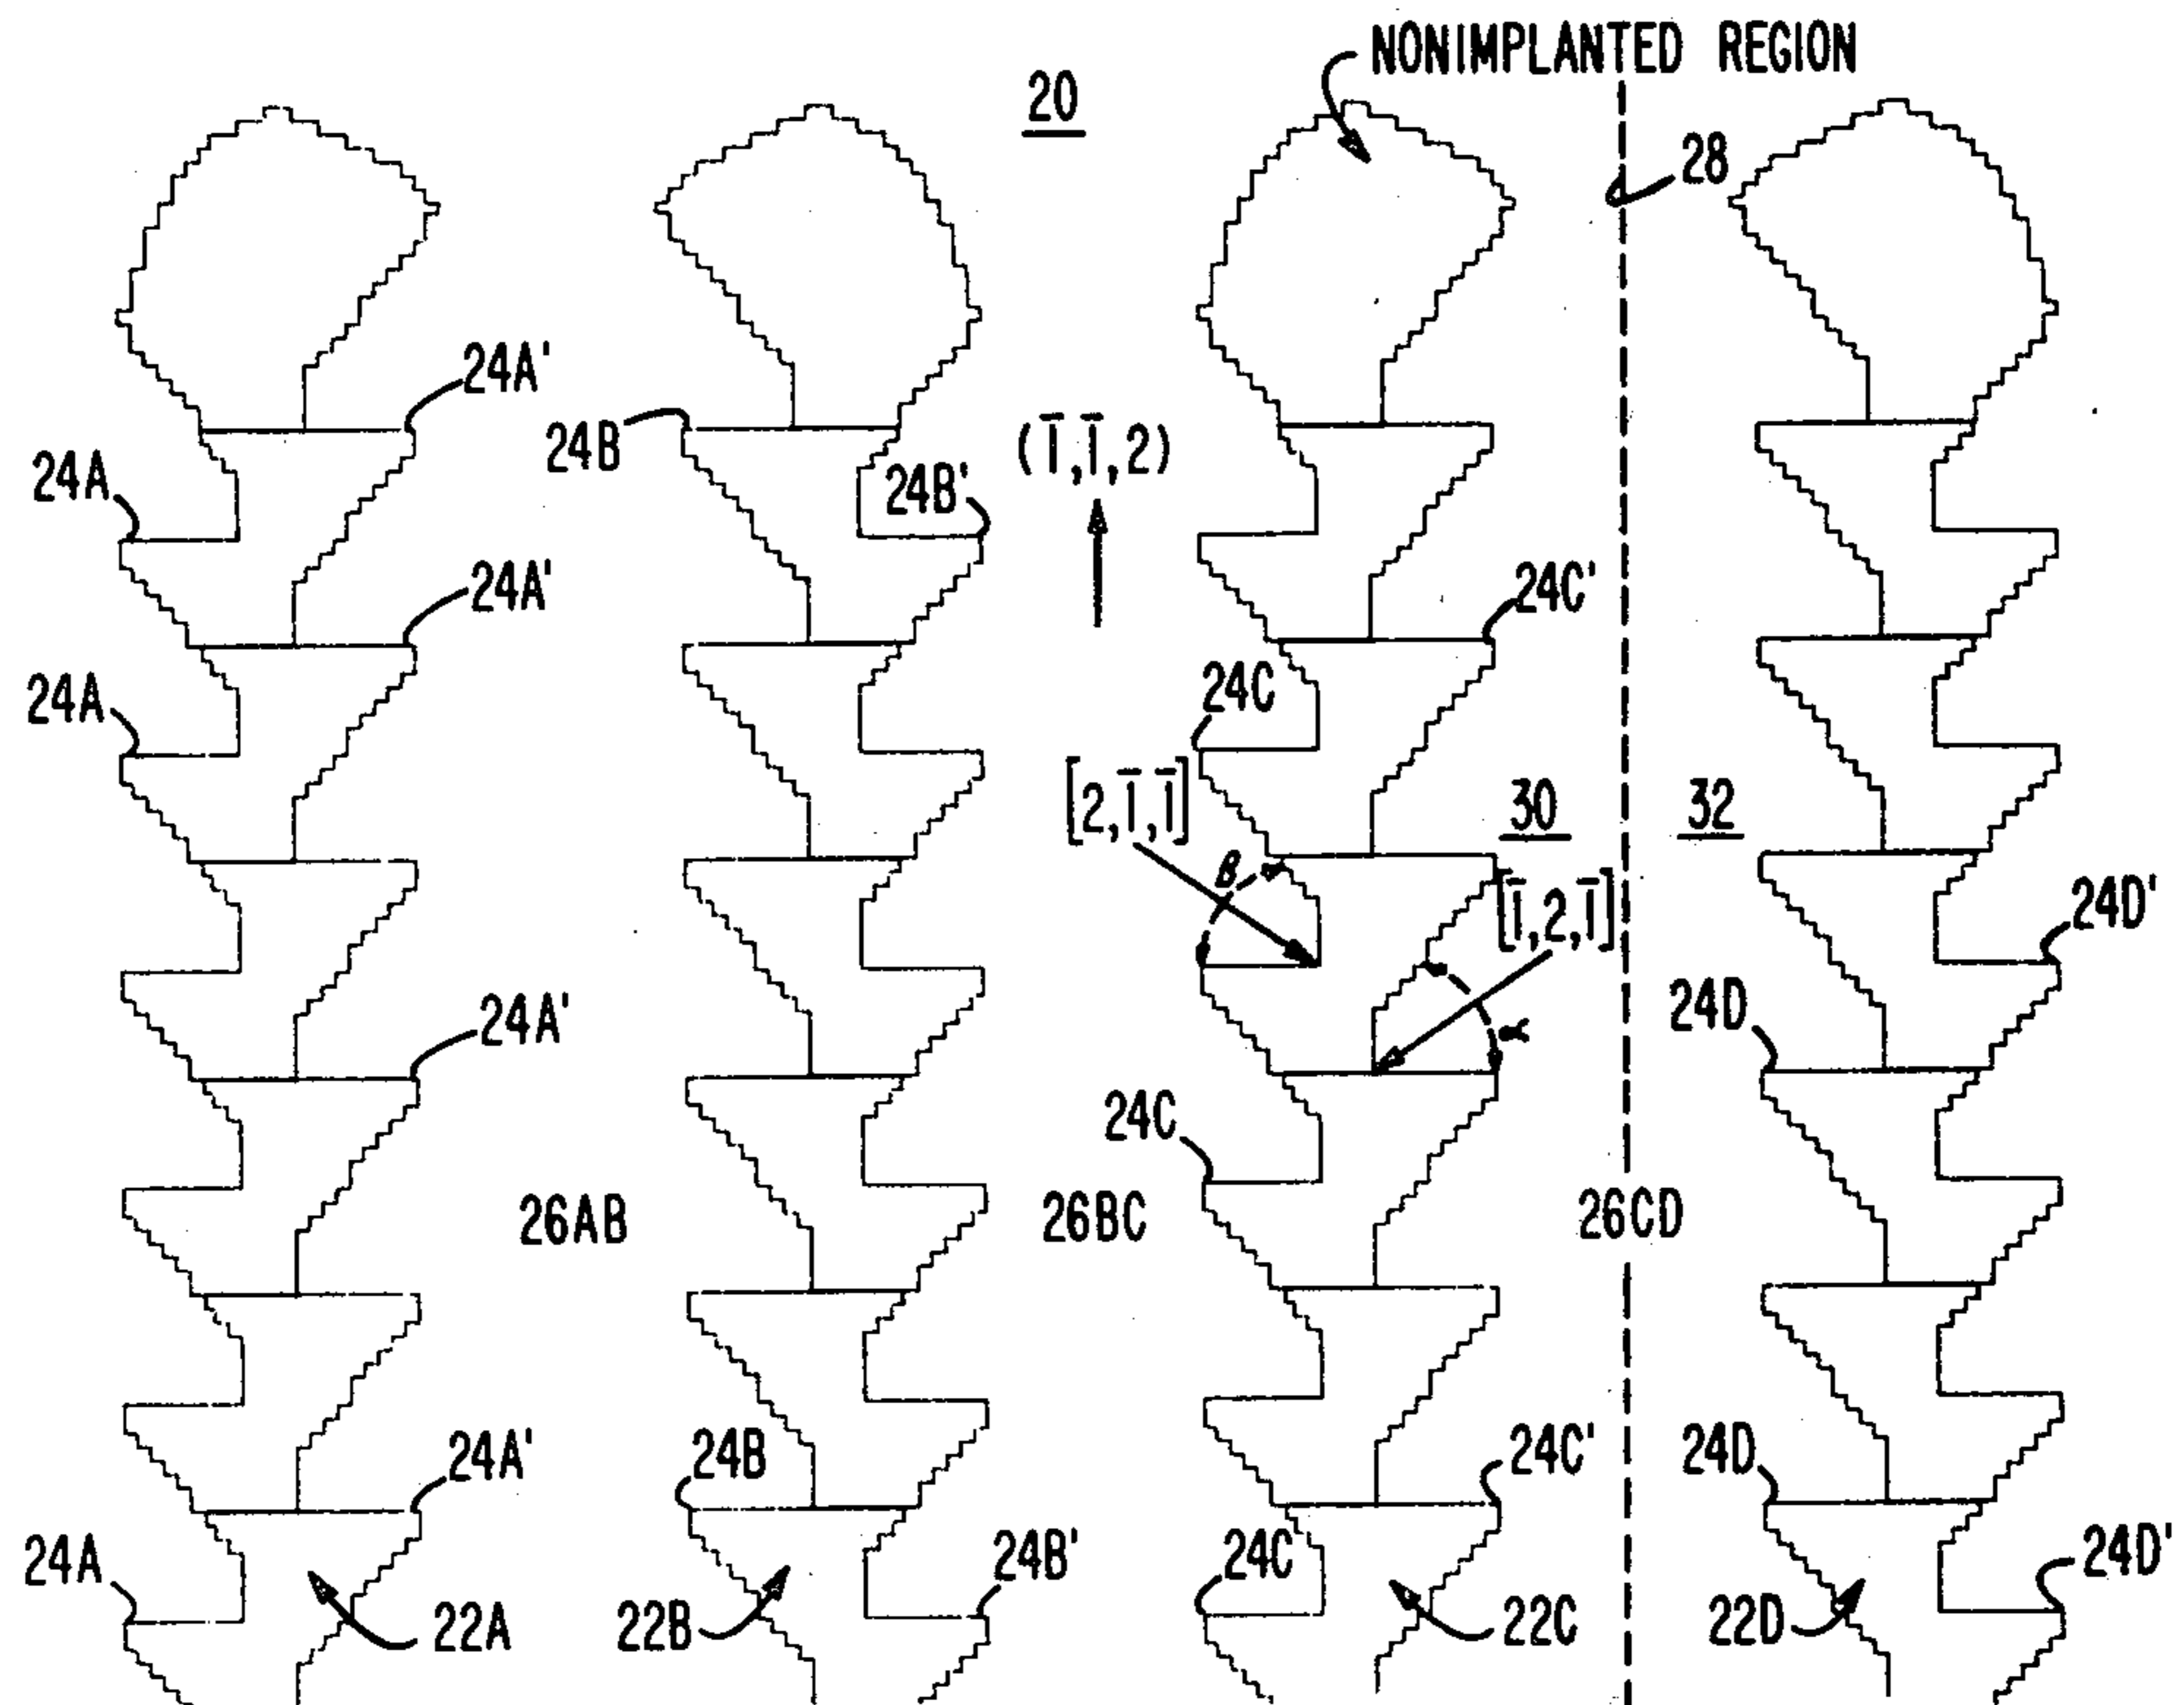 NONIMPLANTED REGION
20
28
24A'
24B
(1̅,1̅,2)
24A
24B'
24A'
24C'
24A
24C
[2,1̅,1̅]
30
32
β
[1̅,2,1̅]
24D'
24A'
24D
α
24C
26AB
26BC
26CD
24A'
24B
24C'
24D
24A
24B'
24C
24D'
22A
22B
22C
22D